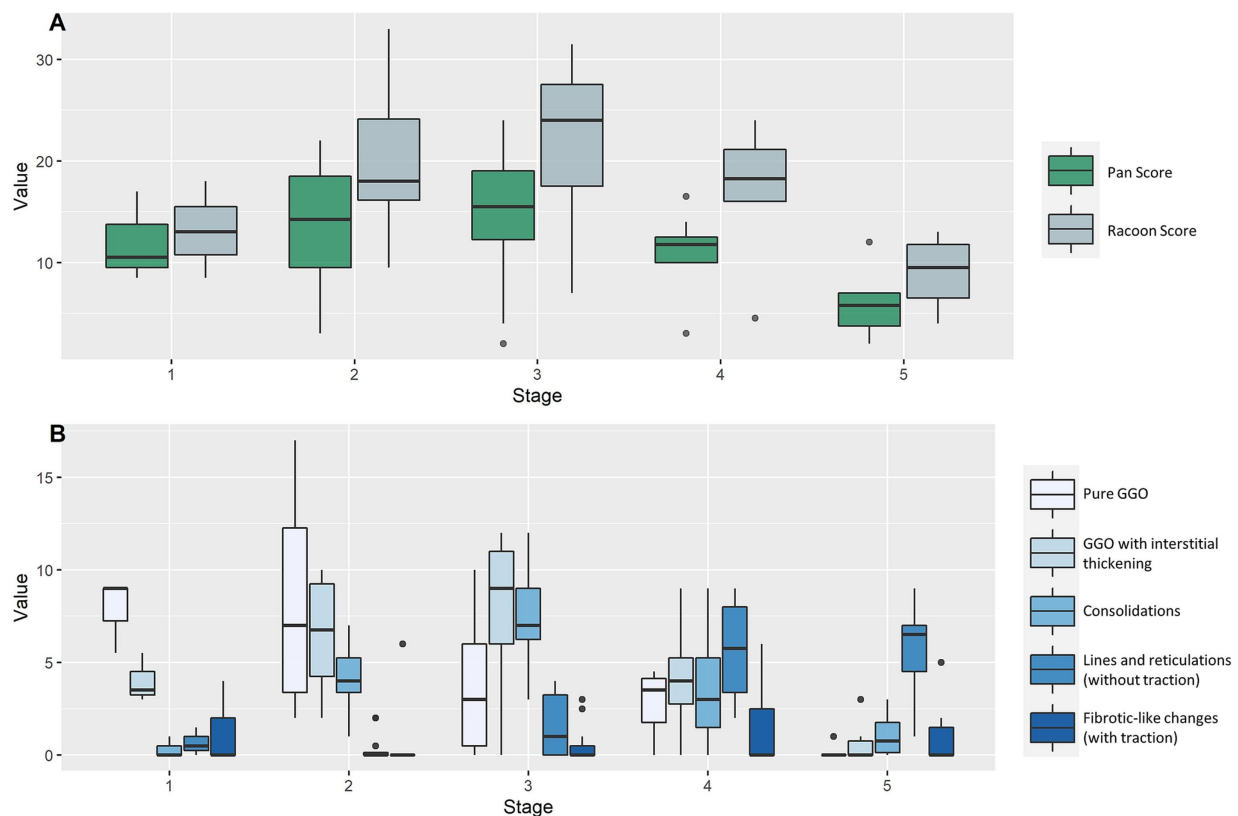 A
30
20
10
Value
1 2 3 4 5
Stage
Pan Score
Racoon Score
B
15
10
5
0
Value
1 2 3 4 5
Stage
Pure GGO
GGO with interstitial
thickening
Consolidations
Lines and reticulations
(without traction)
Fibrotic-like changes
(with traction)